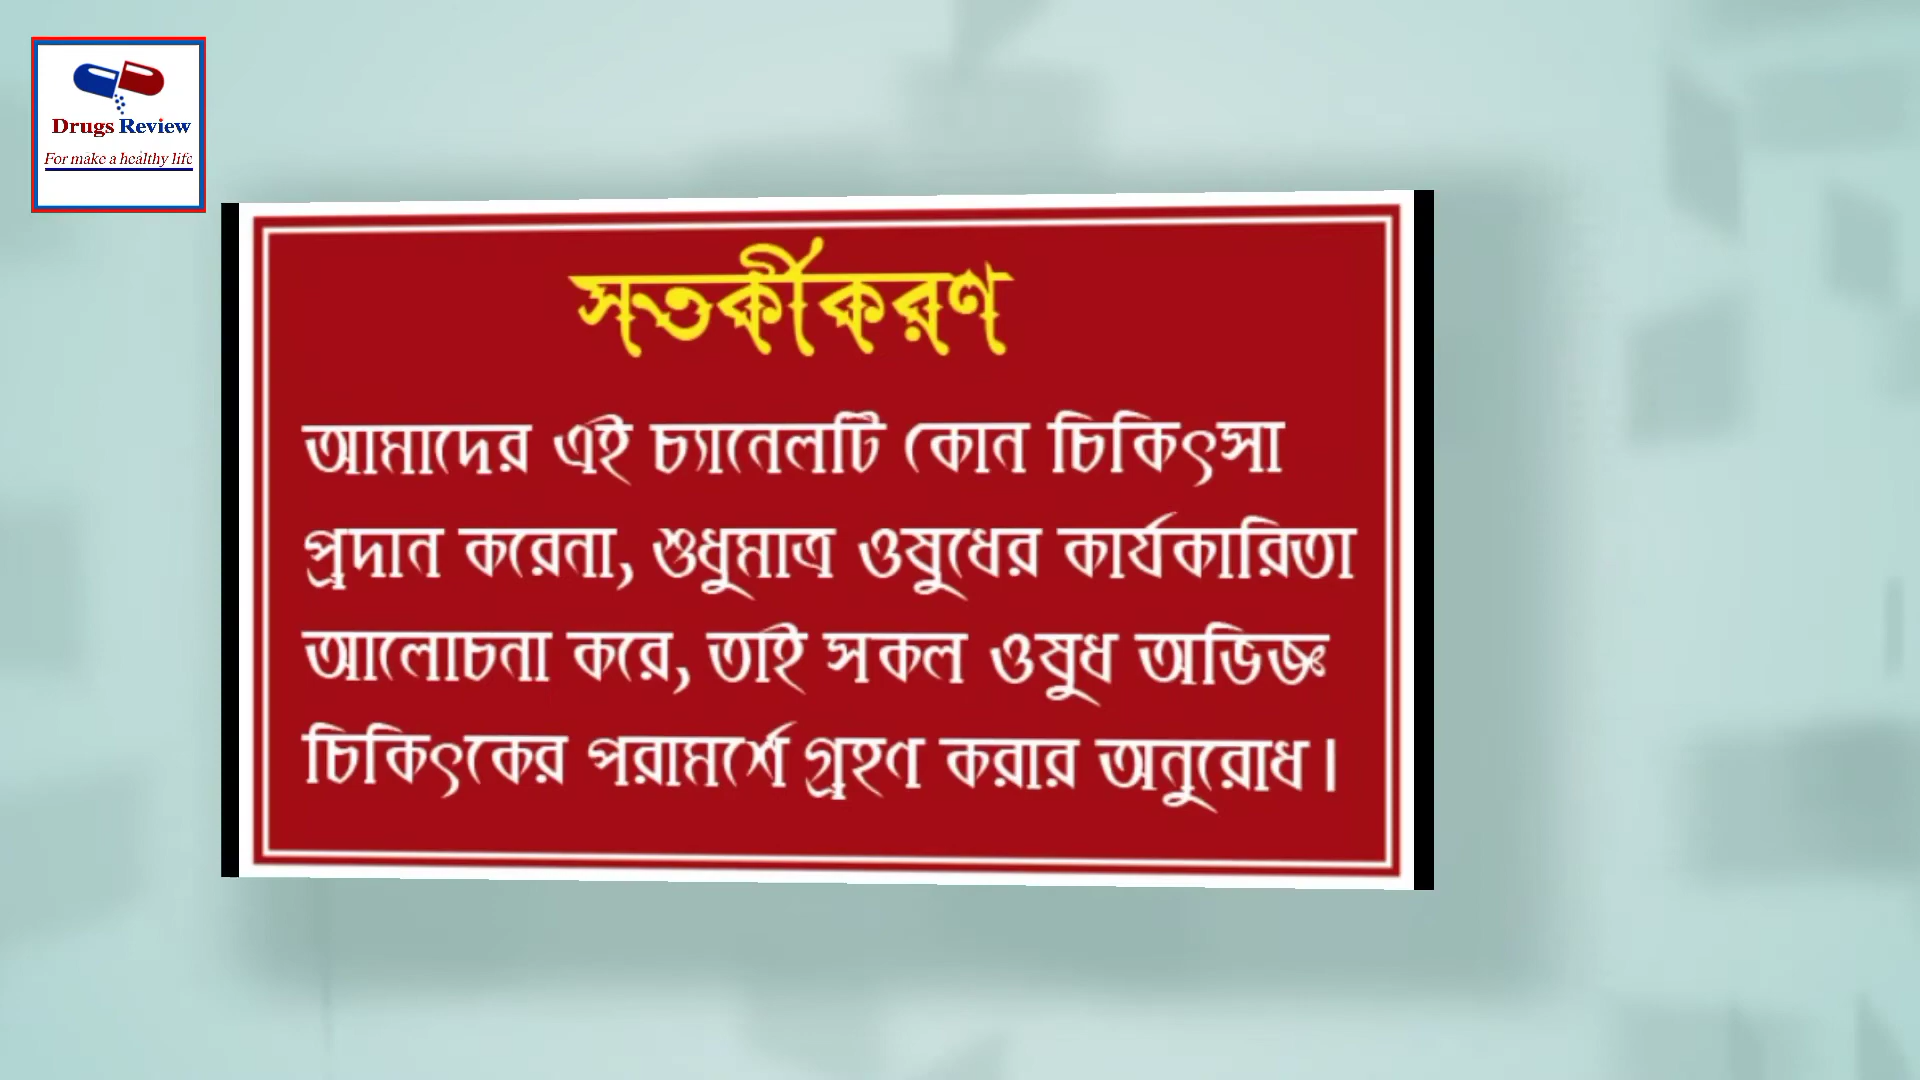 Drugs Review
For make a healthy life
সতর্কীকরণ
আমাদের এই চ্যানেলটি কোন চিকিৎসা
প্রদান করেনা, শুধুমাত্র ওষুধের কার্যকারিতা
আলোচনা করে, তাই সকল ওষুধ অভিজ্ঞ
চিকিৎকের পরামর্শে গ্রহণ করার অনুরোধ।